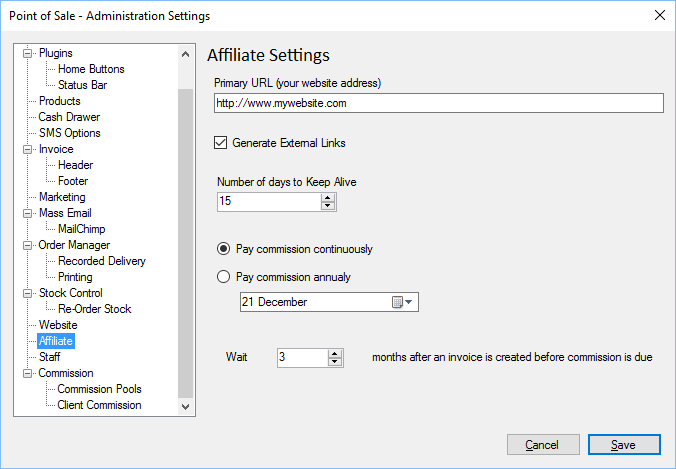 Point of Sale - Administration Settings
Plugins
Home Buttons
Status Bar
Products
Cash Drawer
SMS Options
Invoice
Header
Footer
Marketing
Mass Email
MailChimp
Order Manager
Recorded Delivery
Printing
Stock Control
Re-Order Stock
Website
Affiliate
Staff
Commission
Commission Pools
Client Commission
Affiliate Settings
Primary URL (your website address)
http://www.mywebsite.com
Generate External Links
Number of days to Keep Alive
15
Pay commission continuously
Pay commission annualy
21 December
Wait 3 months after an invoice is created before commission is due
Cancel Save